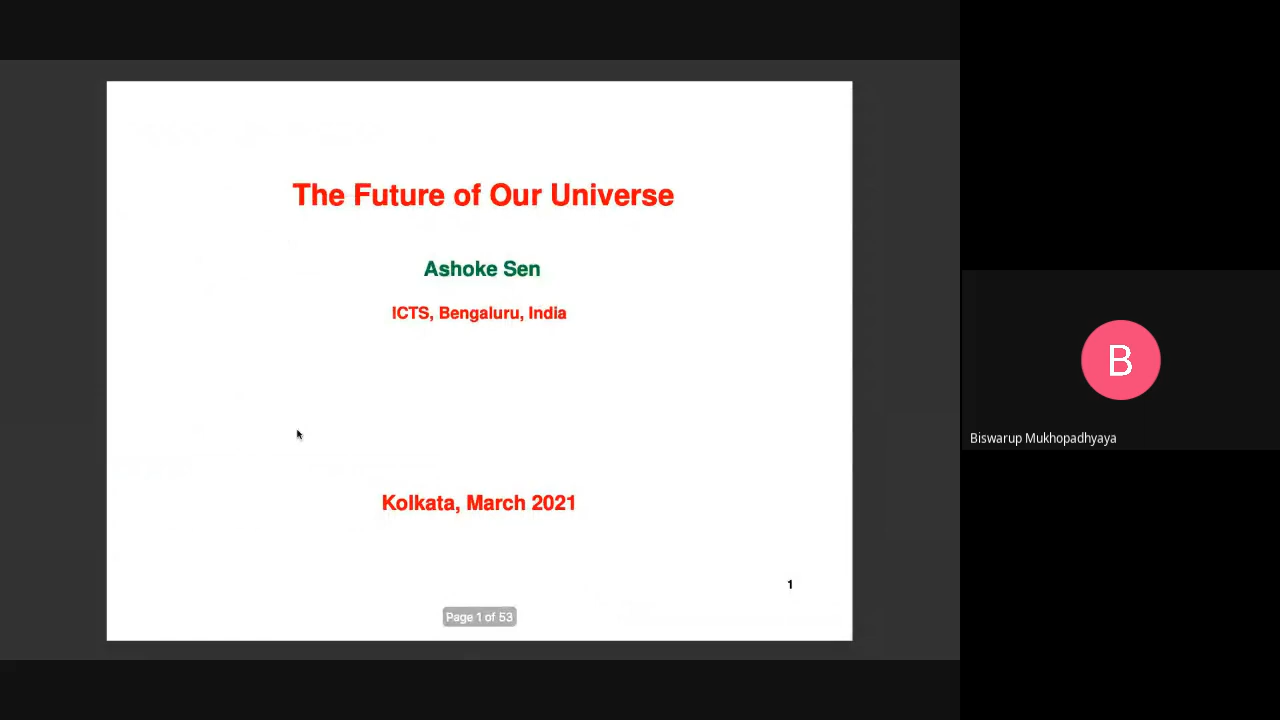 The Future of Our Universe
Ashoke Sen
ICTS, Bengaluru, India
Kolkata, March 2021
1
Page 1 of 53
B
Biswarup Mukhopadhyaya